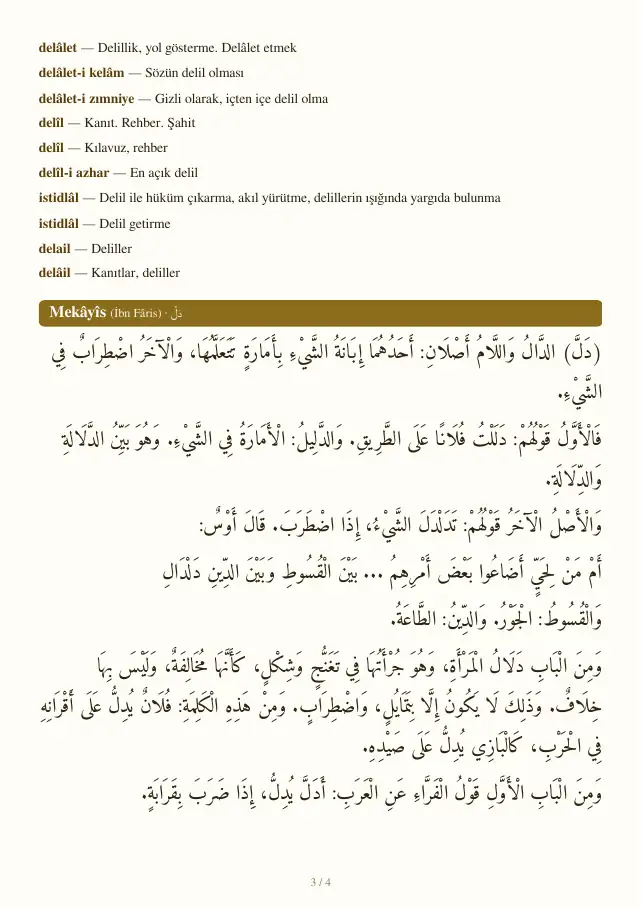 delâlet — Delillik, yol gösterme. Delâlet etmek
delâlet-i kelâm — Sözün delil olması
delâlet-i zımniye — Gizli olarak, içten içe delil olma
delîl — Kanıt. Rehber. Şahit
delîl — Kılavuz, rehber
delîl-i azhar — En açık delil
istidlâl — Delil ile hüküm çıkarma, akıl yürütme, delillerin ışığında yargıda bulunma
istidlâl — Delil getirme
delail — Deliller
delâil — Kanıtlar, deliller
Mekâyîs (İbn Fâris) · دَلَّ
(دَلَّ) الدَّالُ وَاللَّامُ أَصْلَانِ: أَحَدُهُمَا إِبَانَةُ الشَّيْءِ بِأَمَارَةٍ تَتَعَلَّمُهَا، وَالْآخَرُ اضْطِرَابٌ فِي
الشَّيْءِ.
فَالْأَوَّلُ قَوْلُهُمْ: دَلَلْتُ فُلَانًا عَلَى الطَّرِيقِ. وَالدَّلِيلُ: الْأَمَارَةُ فِي الشَّيْءِ. وَهُوَ بَيِّنُ الدَّلَالَةِ
وَالدِّلَالَةِ.
وَالْأَصْلُ الْآخَرُ قَوْلُهُمْ: تَدَلْدَلَ الشَّيْءُ، إِذَا اضْطَرَبَ. قَالَ أَوْسٌ:
أَمْ مَنْ لِحَيٍّ أَضَاعُوا بَعْضَ أَمْرِهِمُ ... بَيْنَ الْقُسُوطِ وَبَيْنَ الدِّينِ دَلْدَالِ
وَالْقُسُوطُ: الْجَوْرُ. وَالدِّينُ: الطَّاعَةُ.
وَمِنَ الْبَابِ دَلَالُ الْمَرْأَةِ، وَهُوَ جُرْأَتُهَا فِي تَغَنُّجٍ وَشِكْلٍ، كَأَنَّهَا مُخَالِفَةٌ، وَلَيْسَ بِهَا
خِلَافٌ. وَذَلِكَ لَا يَكُونُ إِلَّا بِتَمَايُلٍ، وَاضْطِرَابٍ. وَمِنْ هَذِهِ الْكَلِمَةِ: فُلَانٌ يُدِلُّ عَلَى أَقْرَانِهِ
فِي الْحَرْبِ، كَالْبَازِي يُدِلُّ عَلَى صَيْدِهِ.
وَمِنَ الْبَابِ الْأَوَّلِ قَوْلُ الْفَرَّاءِ عَنِ الْعَرَبِ: أَدَلَّ يُدِلُّ، إِذَا ضَرَبَ بِقَرَابَةٍ.
3 / 4